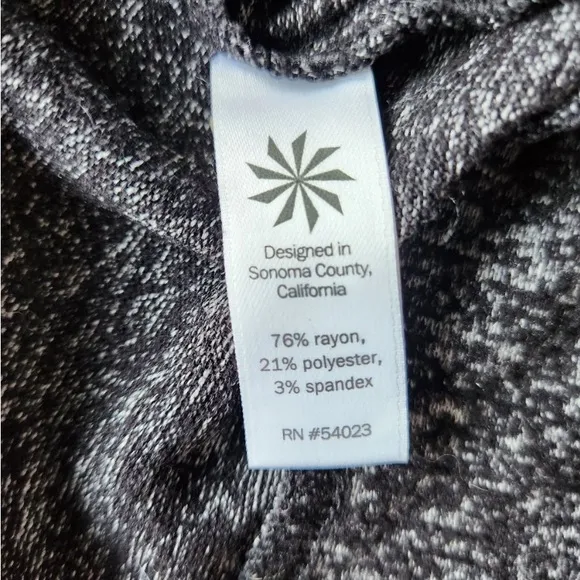 Designed in
Sonoma County,
California
76% rayon,
21% polyester,
3% spandex
RN #54023